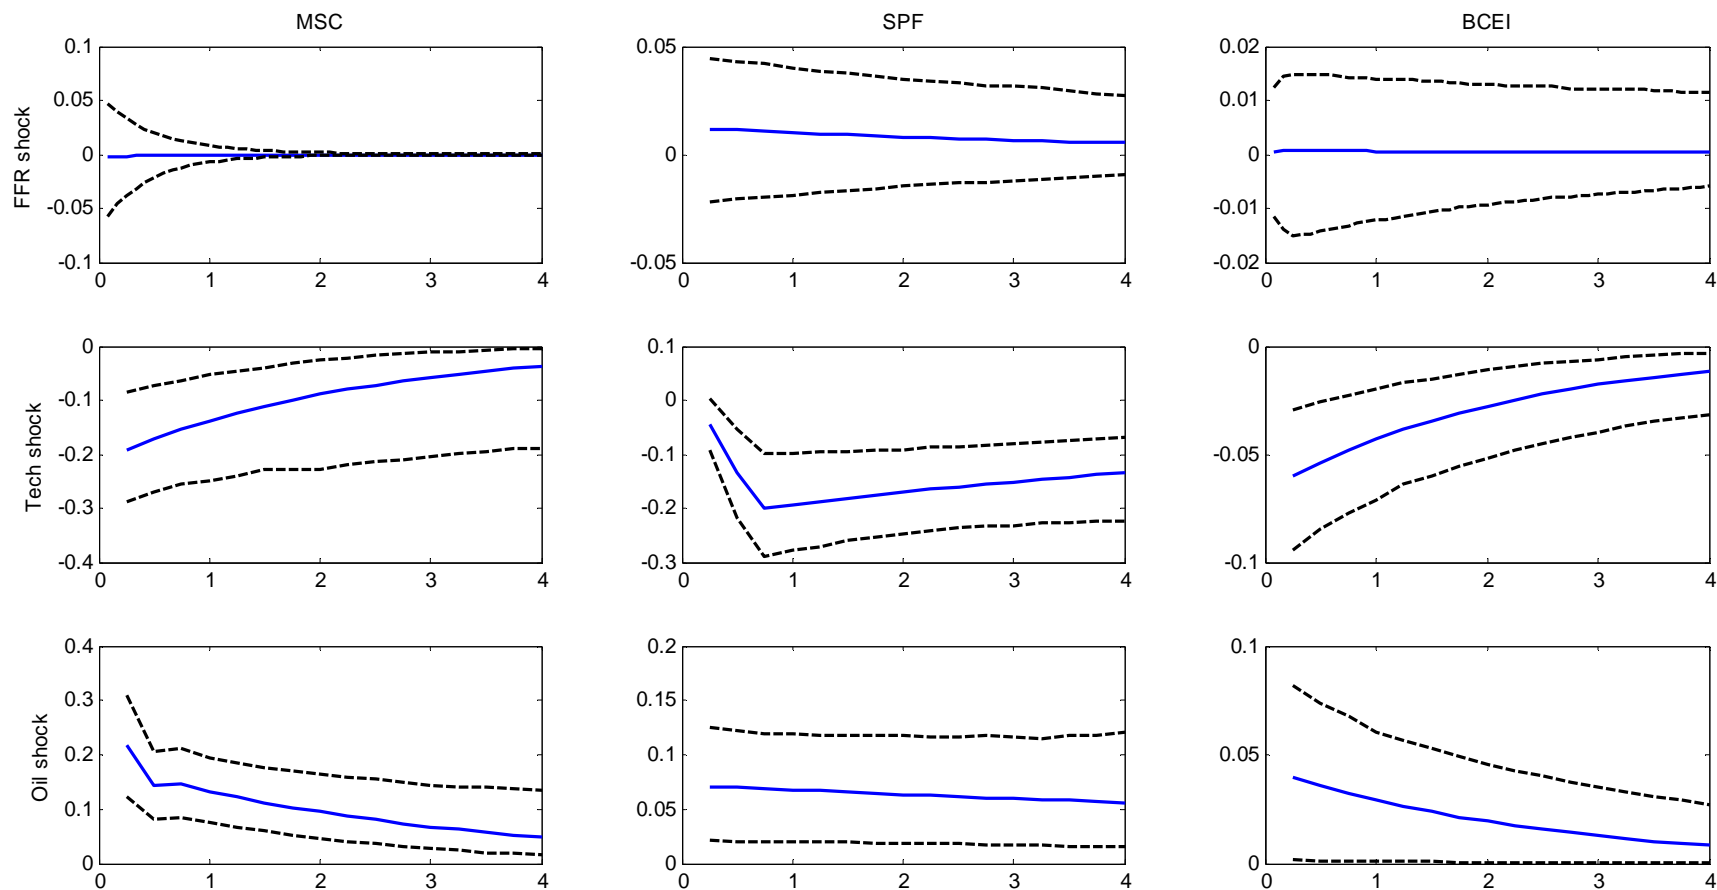 MSC SPF BCEI
0.1 0.05 0.02
0.05 0.01
0 0 0
-0.05 -0.01
-0.1 -0.05 -0.02
0 1 2 3 4 0 1 2 3 4 0 1 2 3 4
FFR shock
0 0.1 0
-0.1 0
-0.2 -0.1 -0.05
-0.3 -0.2
-0.4 -0.3 -0.1
0 1 2 3 4 0 1 2 3 4 0 1 2 3 4
Tech shock
0.4 0.2 0.1
0.3 0.15
0.2 0.1 0.05
0.1 0.05
0 0 0
0 1 2 3 4 0 1 2 3 4 0 1 2 3 4
Oil shock